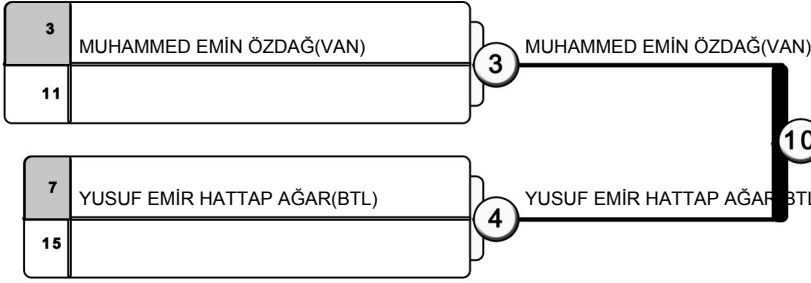 3
MUHAMMED EMİN ÖZDAĞ(VAN)
3
MUHAMMED EMİN ÖZDAĞ(VAN)
11
10
7
YUSUF EMİR HATTAP AĞAR(BTL)
4
YUSUF EMİR HATTAP AĞAR
15